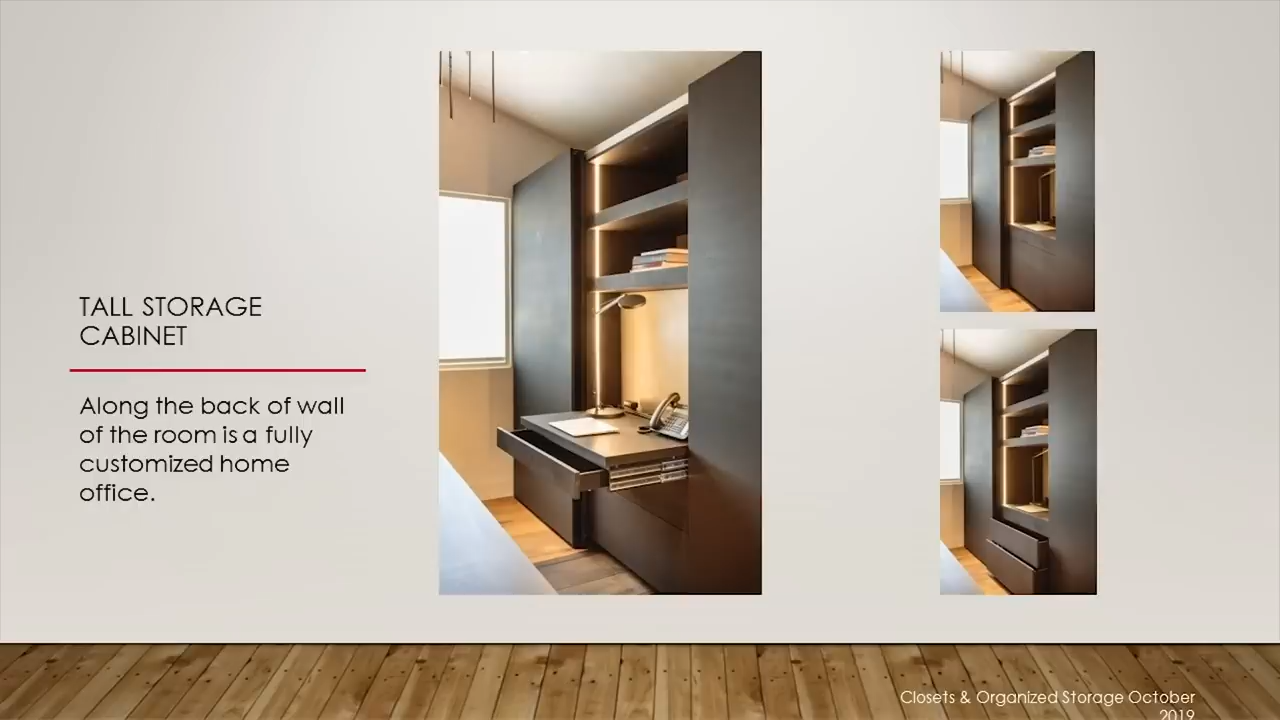 TALL STORAGE
CABINET
Along the back of wall
of the room is a fully
customized home
office.
Closets & Organized Storage October
2019